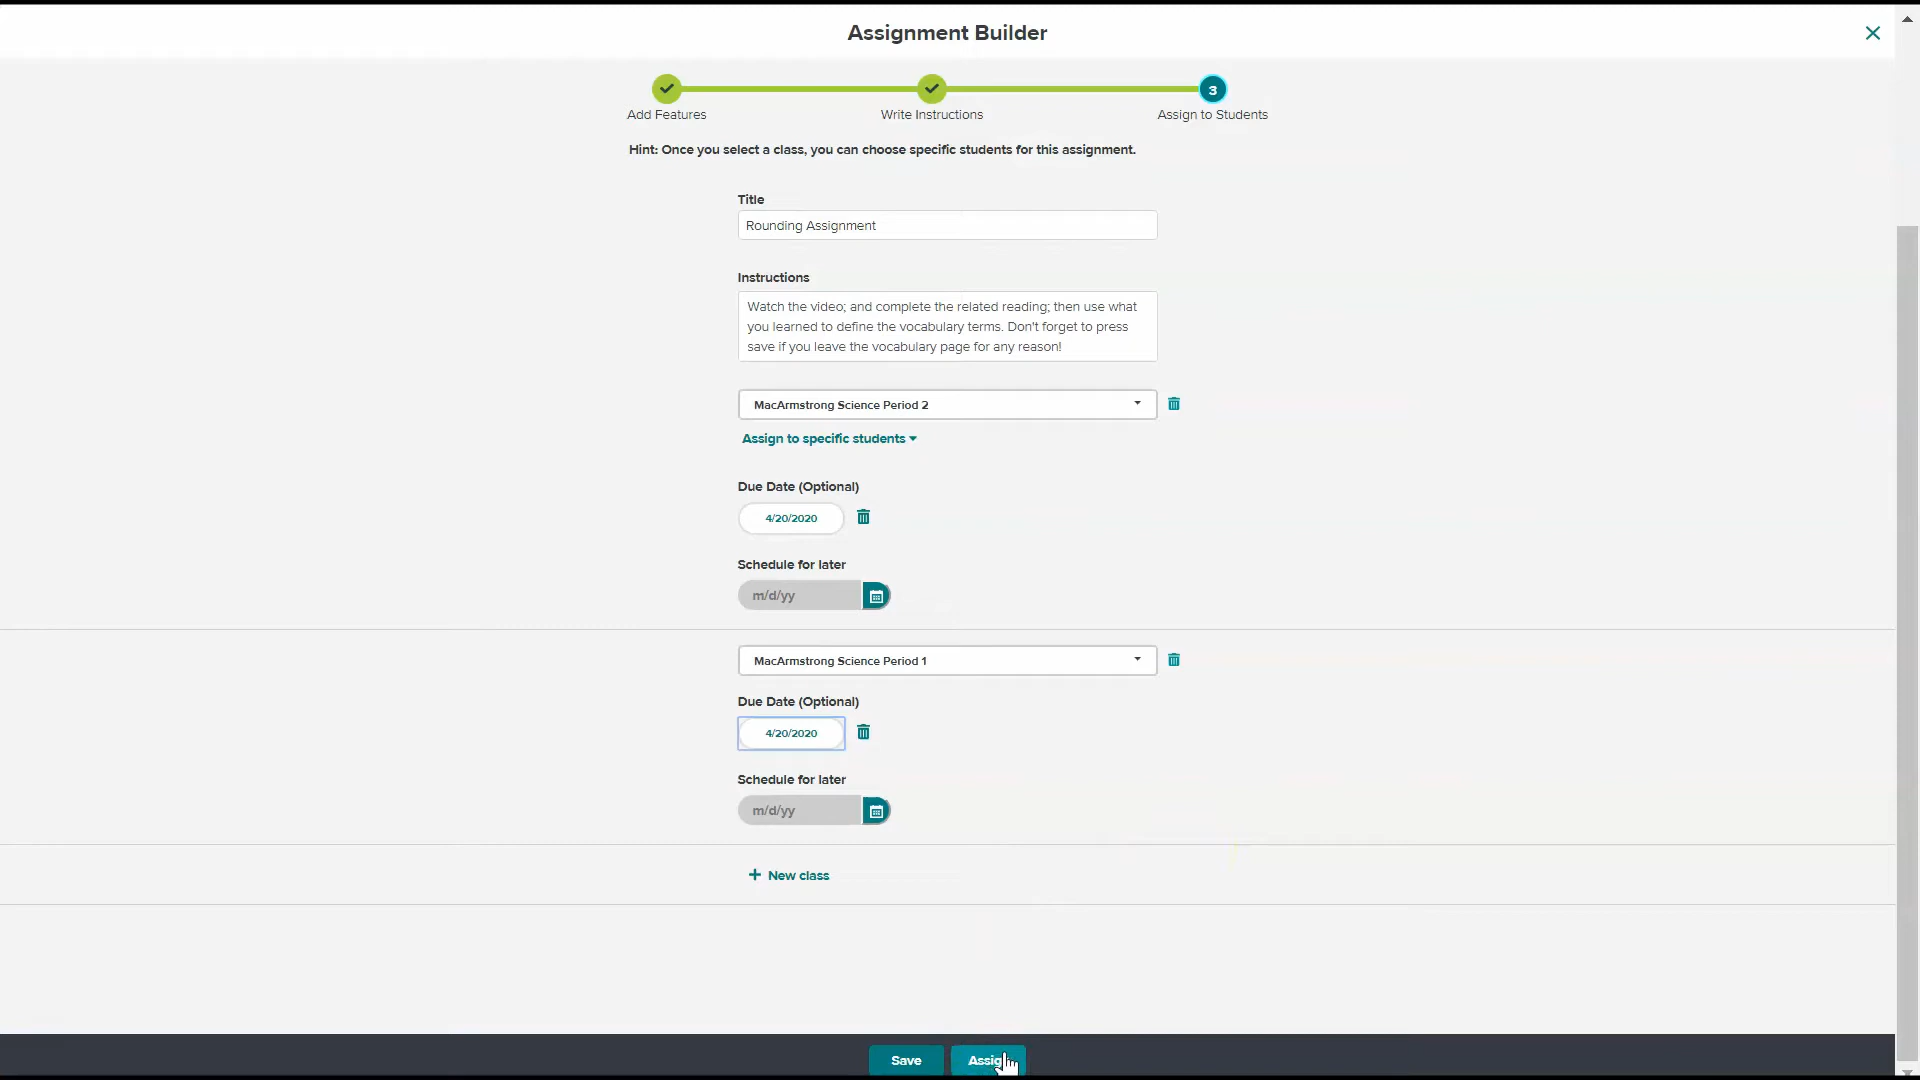 Assignment Builder
3
Add Features
Write Instructions
Assign to Students
Hint: Once you select a class, you can choose specific students for this assignment.
Title
Rounding Assignment
Instructions
Watch the video; and complete the related reading; then use what
you learned to define the vocabulary terms. Don't forget to press
save if you leave the vocabulary page for any reason!
MacArmstrong Science Period 2
Assign to specific students
Due Date (Optional)
4/20/2020
Schedule for later
m/d/yy
MacArmstrong Science Period 1
Due Date (Optional)
4/20/2020
Schedule for later
m/d/yy
+ New class
Save
Assign